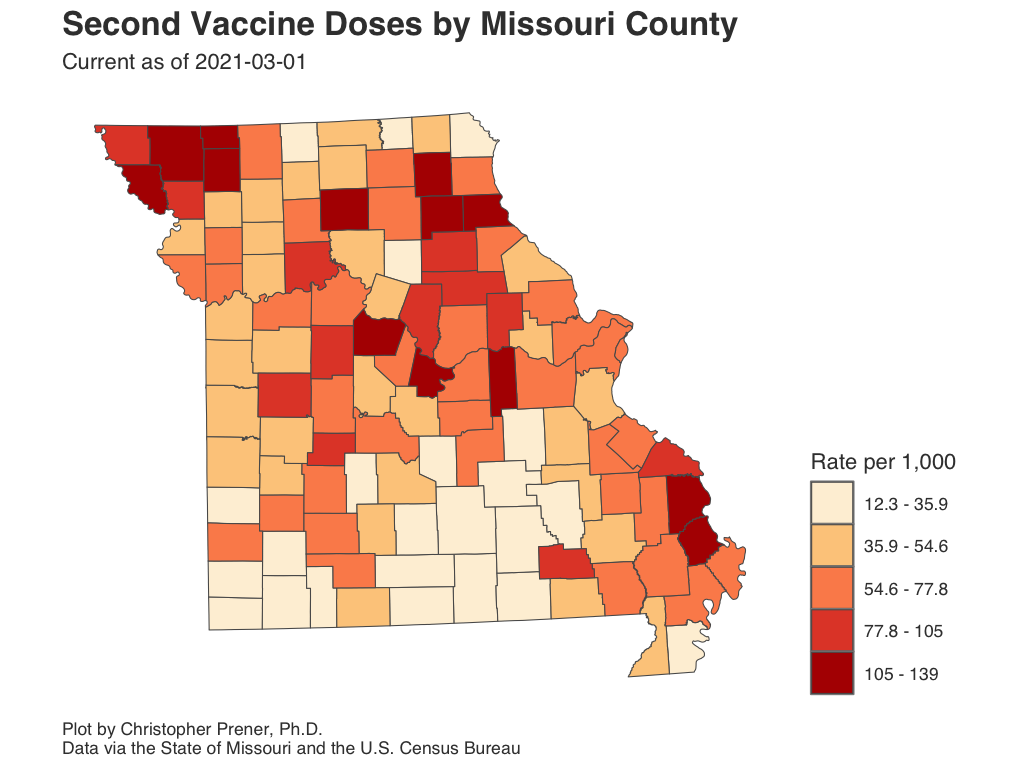 Second Vaccine Doses by Missouri County
Current as of 2021-03-01
Rate per 1,000
12.3 - 35.9
35.9 - 54.6
54.6 - 77.8
77.8 - 105
105 - 139
Plot by Christopher Prener, Ph.D.
Data via the State of Missouri and the U.S. Census Bureau